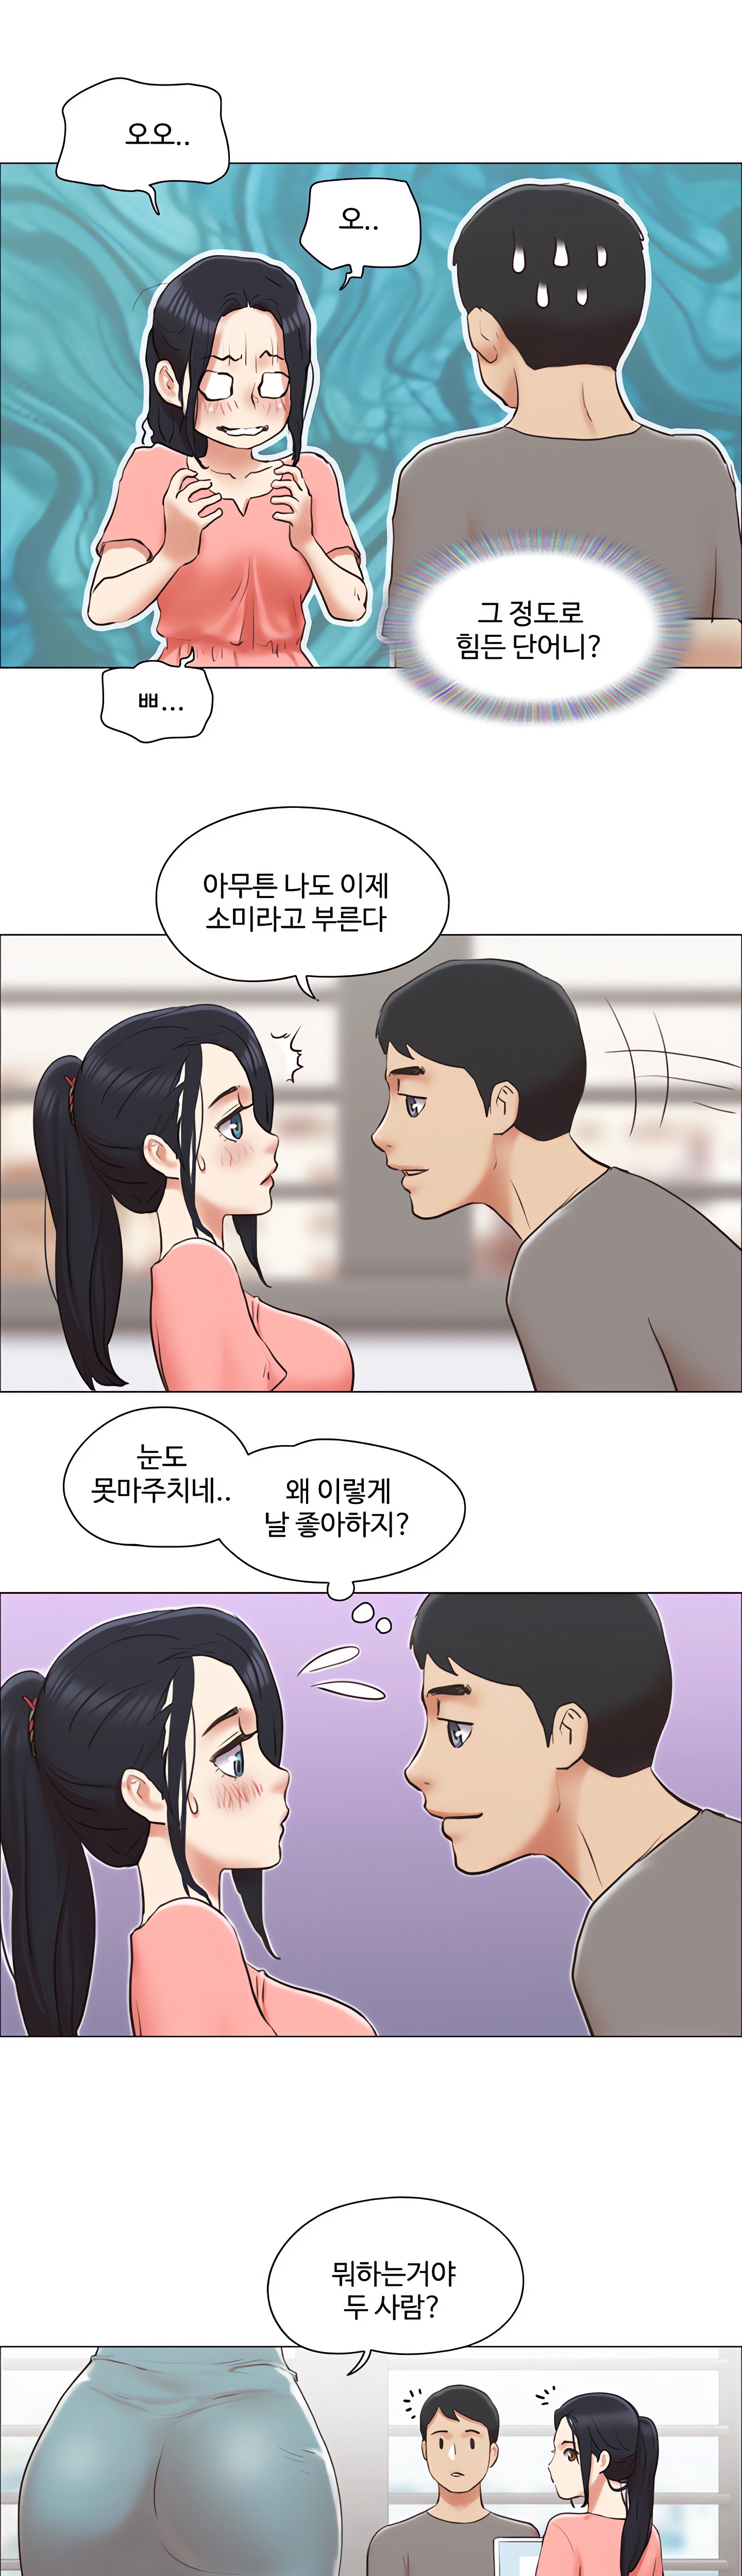 오오..
오..
그 정도로
힘든 단어니?
ㅃ...
아무튼 나도 이제
소미라고 부른다
눈도
못마주치네..
왜 이렇게
날 좋아하지?
뭐하는거야
두 사람?